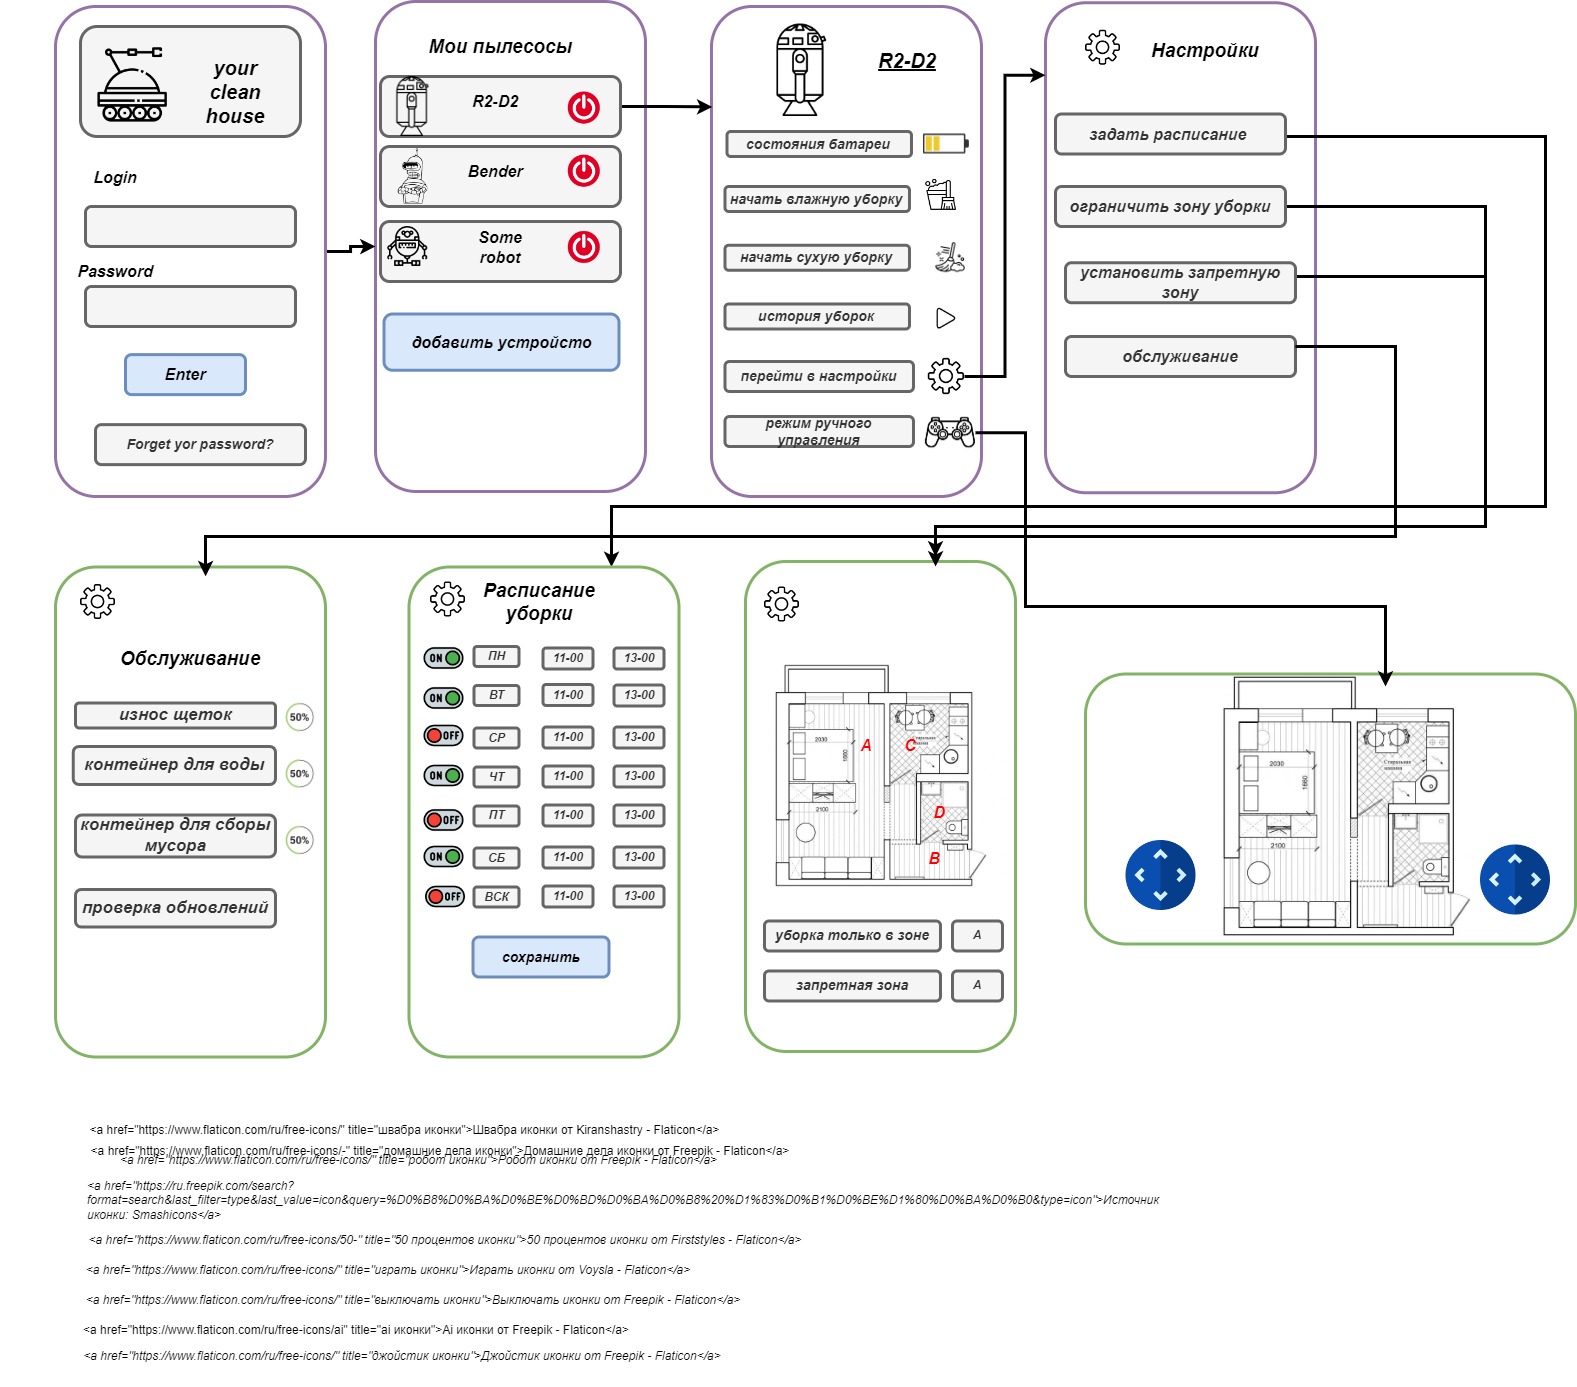 your
clean
house
Login
Password
Enter
Forget yor password?
Мои пылесосы
R2-D2
Bender
Some
robot
добавить устройсто
R2-D2
состояния батареи
начать влажную уборку
начать сухую уборку
история уборок
перейти в настройки
режим ручного
управления
Настройки
задать расписание
ограничить зону уборки
установить запретную
зону
обслуживание
Обслуживание
износ щеток
50%
контейнер для воды
50%
контейнер для сборы
мусора
50%
проверка обновлений
Расписание
уборки
ON ПН 11-00 13-00
ON ВТ 11-00 13-00
OFF СР 11-00 13-00
ON ЧТ 11-00 13-00
OFF ПТ 11-00 13-00
ON СБ 11-00 13-00
OFF ВСК 11-00 13-00
сохранить
A
C
D
B
2030
2100
уборка только в зоне A
запретная зона A
2030
2100
<a href="https://www.flaticon.com/ru/free-icons/" title="швабра иконки">Швабра иконки от Kiranshastry - Flaticon</a>
<a href="https://www.flaticon.com/ru/free-icons/-" title="домашние дела иконки">Домашние дела иконки от Freepik - Flaticon</a>
<a href="https://www.flaticon.com/ru/free-icons/" title="робот иконки">Робот иконки от Freepik - Flaticon</a>
<a href="https://ru.freepik.com/search?
format=search&last_filter=type&last_value=icon&query=%D0%B8%D0%BA%D0%BE%D0%BD%D0%BA%D0%B8%20%D1%83%D0%B1%D0%BE%D1%80%D0%BA%D0%B0&type=icon">Источник
иконки: Smashicons</a>
<a href="https://www.flaticon.com/ru/free-icons/50-" title="50 процентов иконки">50 процентов иконки от Firststyles - Flaticon</a>
<a href="https://www.flaticon.com/ru/free-icons/" title="играть иконки">Играть иконки от Voysla - Flaticon</a>
<a href="https://www.flaticon.com/ru/free-icons/" title="выключать иконки">Выключать иконки от Freepik - Flaticon</a>
<a href="https://www.flaticon.com/ru/free-icons/ai" title="ai иконки">Ai иконки от Freepik - Flaticon</a>
<a href="https://www.flaticon.com/ru/free-icons/" title="джойстик иконки">Джойстик иконки от Freepik - Flaticon</a>